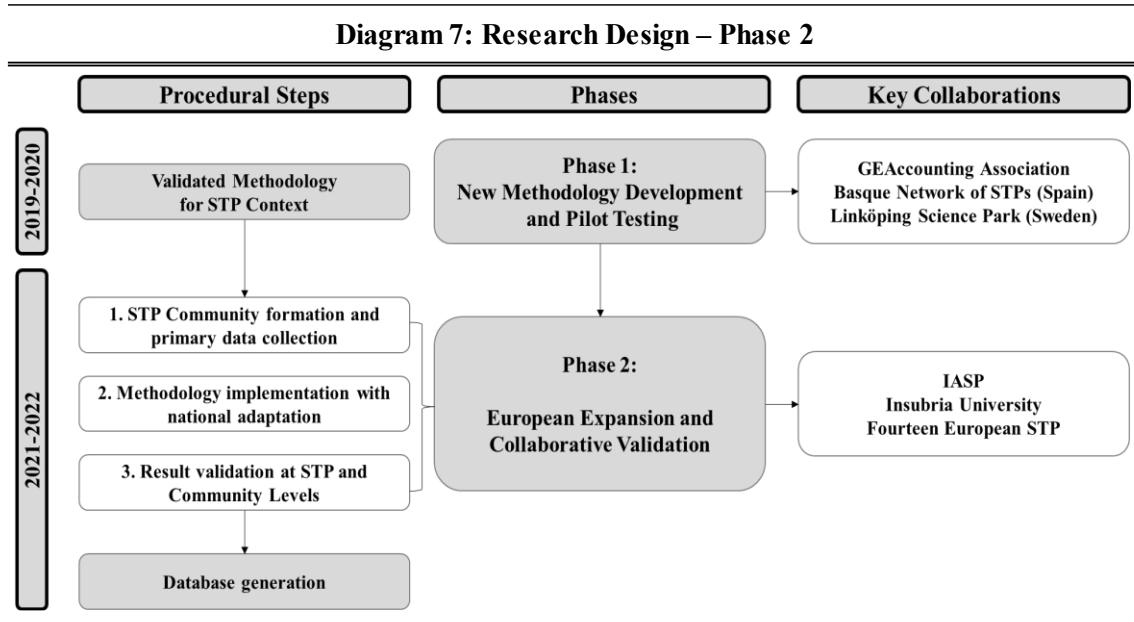 Diagram 7: Research Design – Phase 2
Procedural Steps
Phases
Key Collaborations
2019-2020
Validated Methodology
for STP Context
Phase 1:
New Methodology Development
and Pilot Testing
GEAccounting Association
Basque Network of STPs (Spain)
Linköping Science Park (Sweden)
2021-2022
1. STP Community formation and
primary data collection
2. Methodology implementation with
national adaptation
3. Result validation at STP and
Community Levels
Database generation
Phase 2:
European Expansion and
Collaborative Validation
IASP
Insubria University
Fourteen European STP